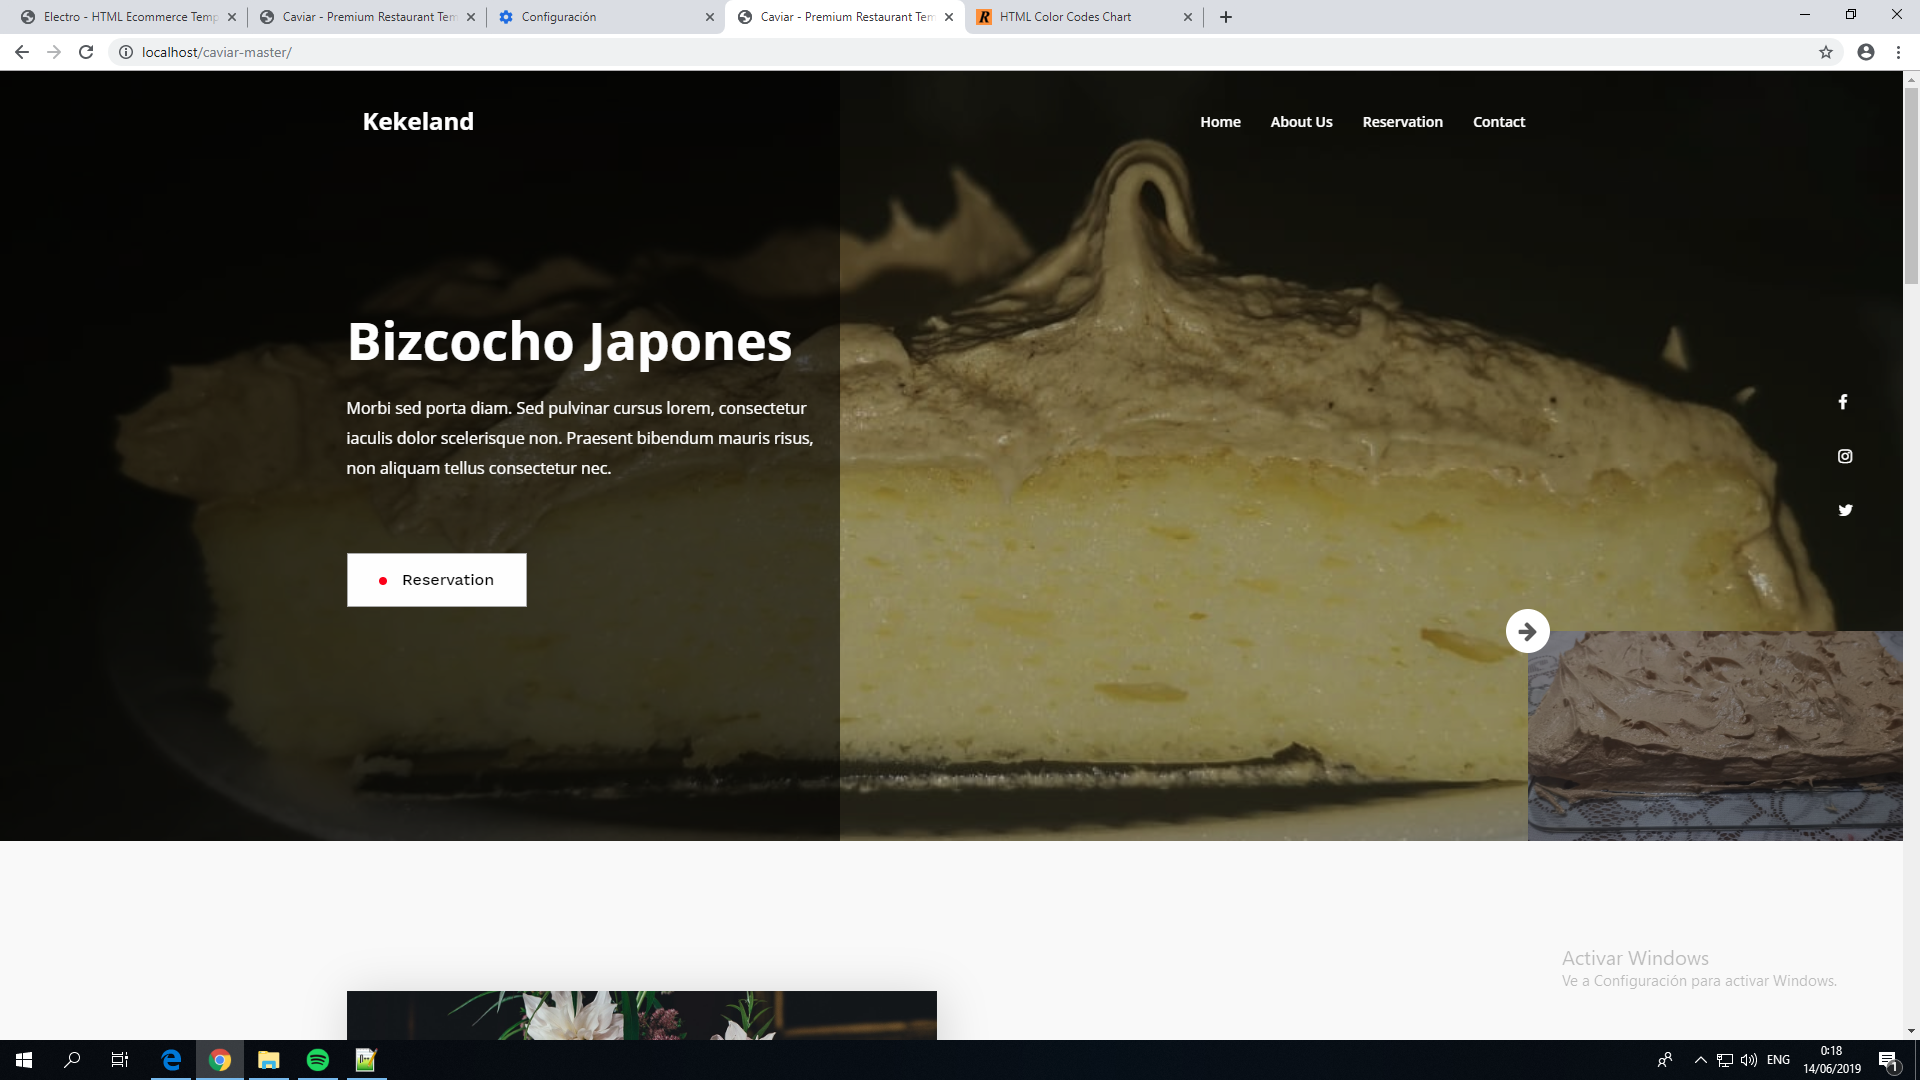 Electro - HTML Ecommerce Temp
Caviar - Premium Restaurant Tem
Configuración
Caviar - Premium Restaurant Tem
HTML Color Codes Chart
localhost/caviar-master/
Kekeland
Home
About Us
Reservation
Contact
Bizcocho Japones
Morbi sed porta diam. Sed pulvinar cursus lorem, consectetur
iaculis dolor scelerisque non. Praesent bibendum mauris risus,
non aliquam tellus consectetur nec.
Reservation
Activar Windows
Ve a Configuración para activar Windows.
ENG
0:18
14/06/2019
1